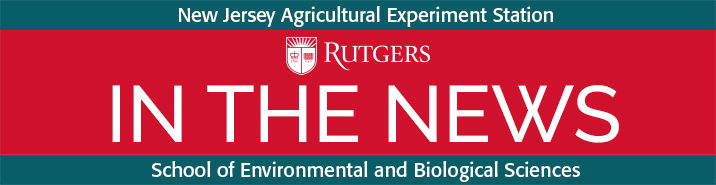 New Jersey Agricultural Experiment Station
RUTGERS
IN THE NEWS
School of Environmental and Biological Sciences